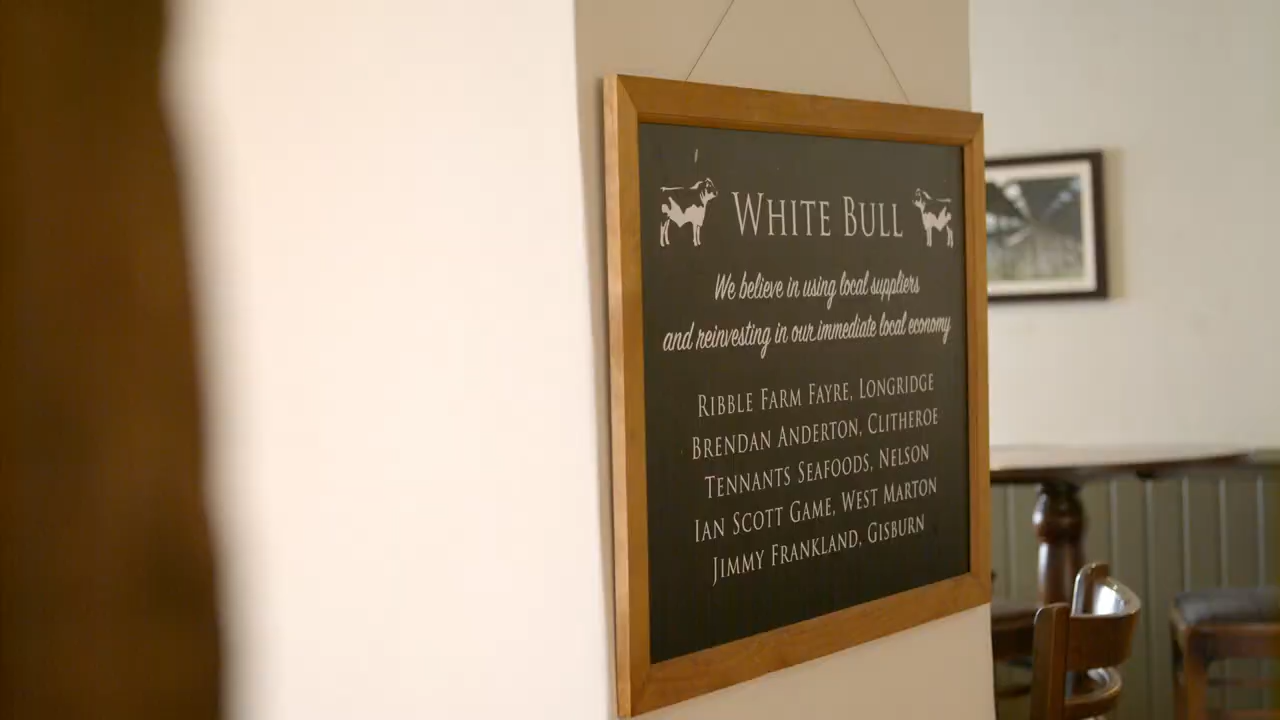 WHITE BULL
We believe in using local suppliers
and reinvesting in our immediate local economy
RIBBLE FARM FAYRE, LONGRIDGE
BRENDAN ANDERTON, CLITHEROE
TENNANTS SEAFOODS, NELSON
IAN SCOTT GAME, WEST MARTON
JIMMY FRANKLAND, GISBURN